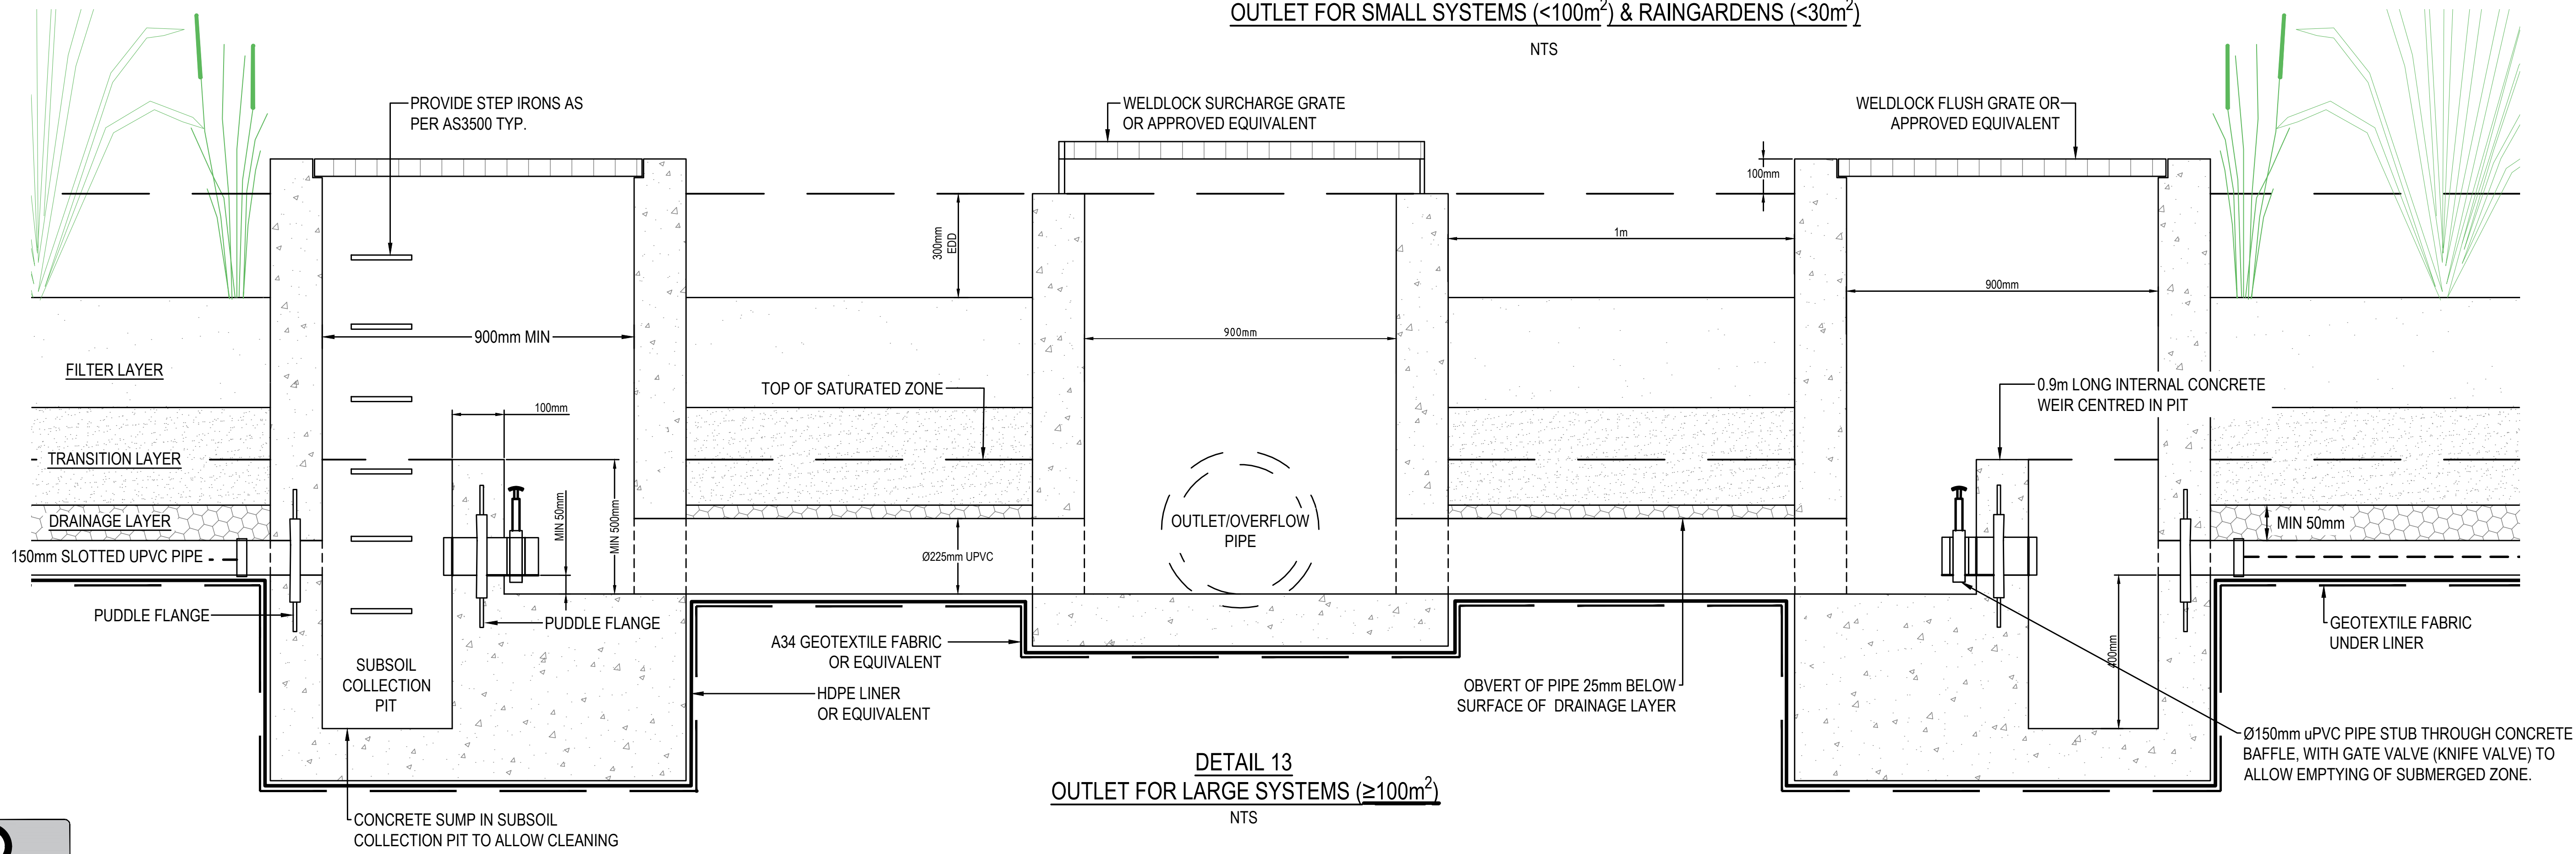 OUTLET FOR SMALL SYSTEMS (<100m²) & RAINGARDENS (<30m²)
NTS
PROVIDE STEP IRONS AS
PER AS3500 TYP.
WELDLOCK SURCHARGE GRATE
OR APPROVED EQUIVALENT
WELDLOCK FLUSH GRATE OR
APPROVED EQUIVALENT
100mm
300mm
EDD
1m
900mm
900mm MIN
900mm
FILTER LAYER
TOP OF SATURATED ZONE
0.9m LONG INTERNAL CONCRETE
WEIR CENTRED IN PIT
100mm
TRANSITION LAYER
DRAINAGE LAYER
MIN 50mm
MIN 500mm
OUTLET/OVERFLOW
PIPE
MIN 50mm
150mm SLOTTED UPVC PIPE
Ø225mm UPVC
PUDDLE FLANGE
PUDDLE FLANGE
A34 GEOTEXTILE FABRIC
OR EQUIVALENT
GEOTEXTILE FABRIC
UNDER LINER
400mm
SUBSOIL
COLLECTION
PIT
HDPE LINER
OR EQUIVALENT
OBVERT OF PIPE 25mm BELOW
SURFACE OF DRAINAGE LAYER
Ø150mm uPVC PIPE STUB THROUGH CONCRETE
BAFFLE, WITH GATE VALVE (KNIFE VALVE) TO
ALLOW EMPTYING OF SUBMERGED ZONE.
DETAIL 13
OUTLET FOR LARGE SYSTEMS (≥100m²)
NTS
CONCRETE SUMP IN SUBSOIL
COLLECTION PIT TO ALLOW CLEANING